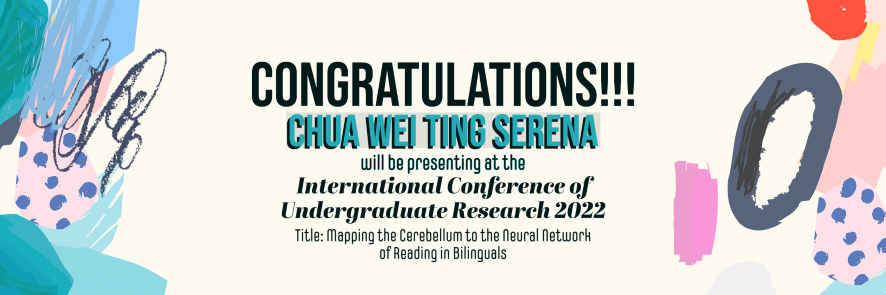 CONGRATULATIONS!!!
CHUA WEI TING SERENA
will be presenting at the
International Conference of
Undergraduate Research 2022
Title: Mapping the Cerebellum to the Neural Network
of Reading in Bilinguals